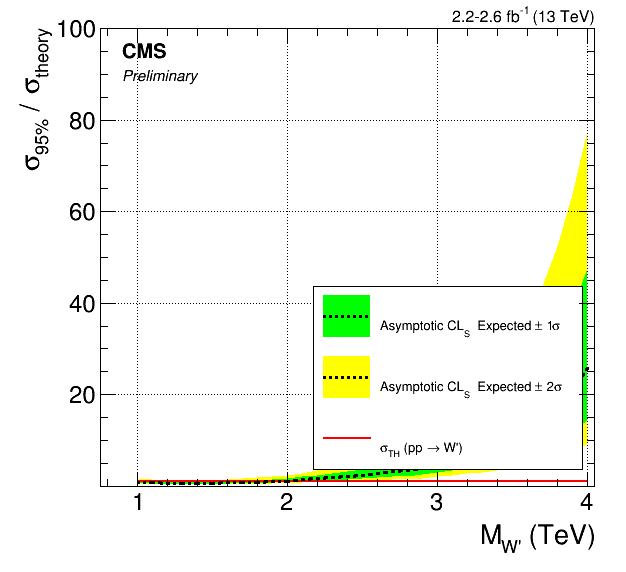 2.2-2.6 fb⁻¹ (13 TeV)
CMS
Preliminary
σ95% / σtheory
100
80
60
40
20
Asymptotic CLS Expected ± 1σ
Asymptotic CLS Expected ± 2σ
σTH (pp → W')
1 2 3 4
MW' (TeV)